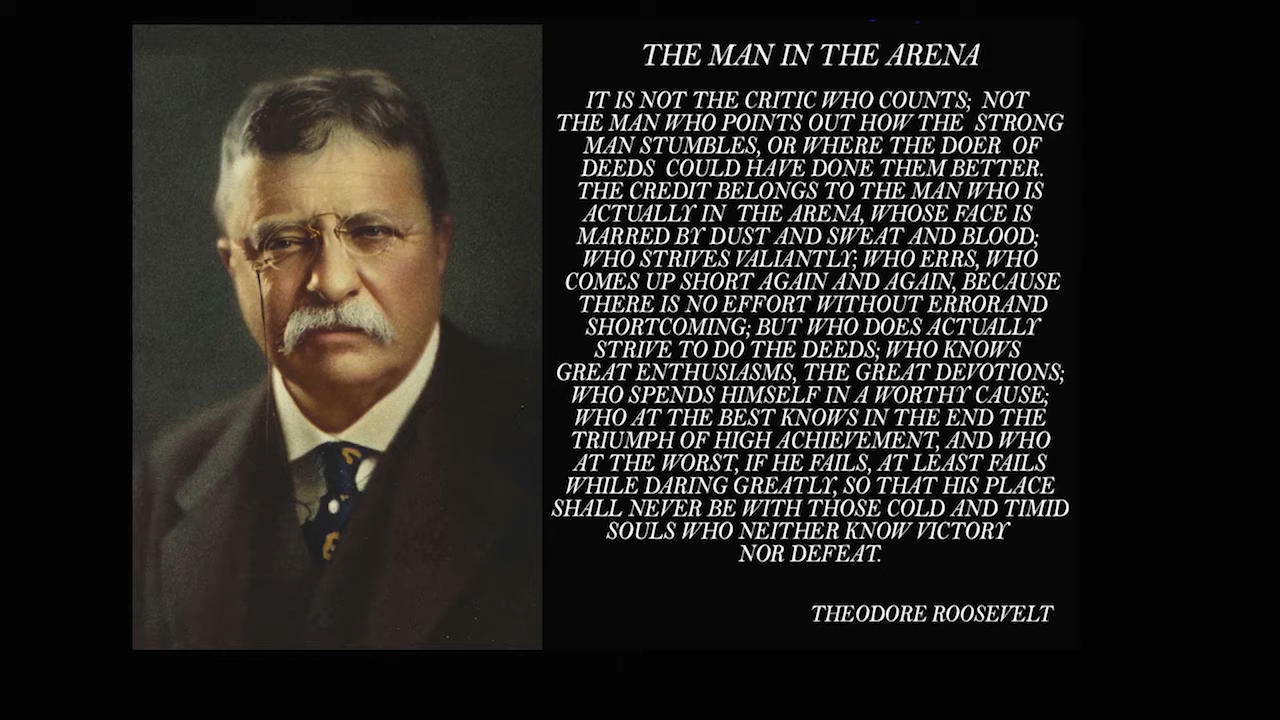 THE MAN IN THE ARENA
IT IS NOT THE CRITIC WHO COUNTS; NOT
THE MAN WHO POINTS OUT HOW THE STRONG
MAN STUMBLES, OR WHERE THE DOER OF
DEEDS COULD HAVE DONE THEM BETTER.
THE CREDIT BELONGS TO THE MAN WHO IS
ACTUALLY IN THE ARENA, WHOSE FACE IS
MARRED BY DUST AND SWEAT AND BLOOD;
WHO STRIVES VALIANTLY; WHO ERRS, WHO
COMES UP SHORT AGAIN AND AGAIN, BECAUSE
THERE IS NO EFFORT WITHOUT ERRORAND
SHORTCOMING; BUT WHO DOES ACTUALLY
STRIVE TO DO THE DEEDS; WHO KNOWS
GREAT ENTHUSIASMS, THE GREAT DEVOTIONS;
WHO SPENDS HIMSELF IN A WORTHY CAUSE;
WHO AT THE BEST KNOWS IN THE END THE
TRIUMPH OF HIGH ACHIEVEMENT, AND WHO
AT THE WORST, IF HE FAILS, AT LEAST FAILS
WHILE DARING GREATLY, SO THAT HIS PLACE
SHALL NEVER BE WITH THOSE COLD AND TIMID
SOULS WHO NEITHER KNOW VICTORY
NOR DEFEAT.
THEODORE ROOSEVELT